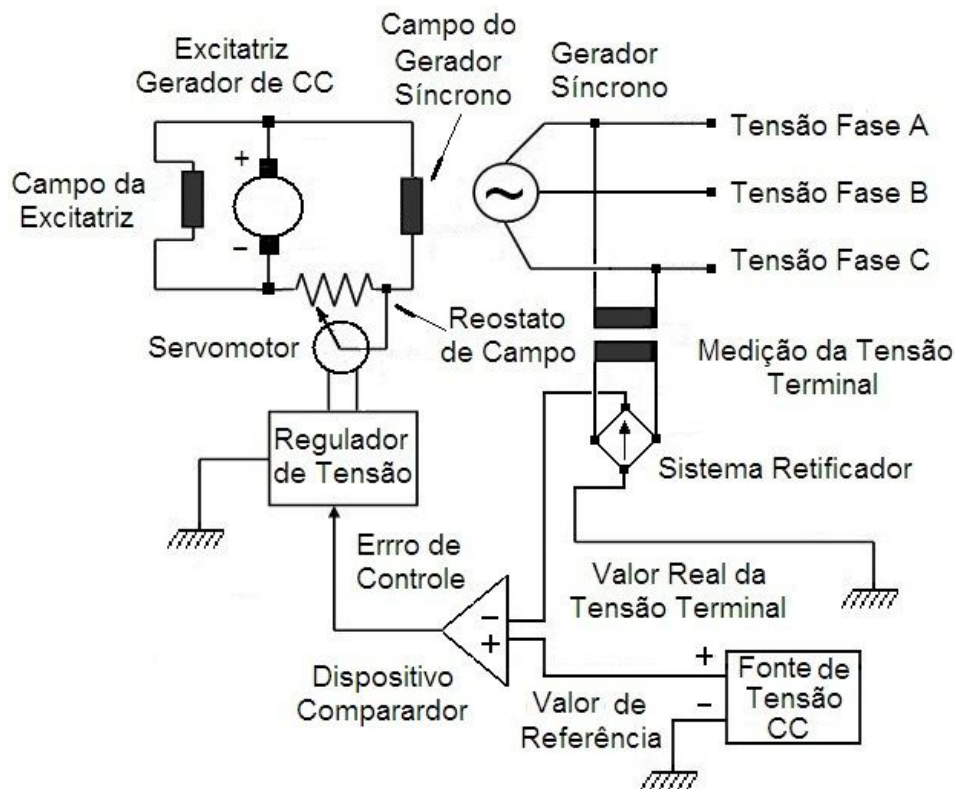 Excitatriz
Gerador de CC
Campo do
Gerador
Síncrono
Gerador
Síncrono
Tensão Fase A
Campo da
Excitatriz
+
−
~
Tensão Fase B
Tensão Fase C
Servomotor
Reostato
de Campo
Medição da Tensão
Terminal
Regulador
de Tensão
Sistema Retificador
Errro de
Controle
Valor Real da
Tensão Terminal
−
+
Dispositivo
Comparardor
Valor de
Referência
+
−
Fonte de
Tensão
CC